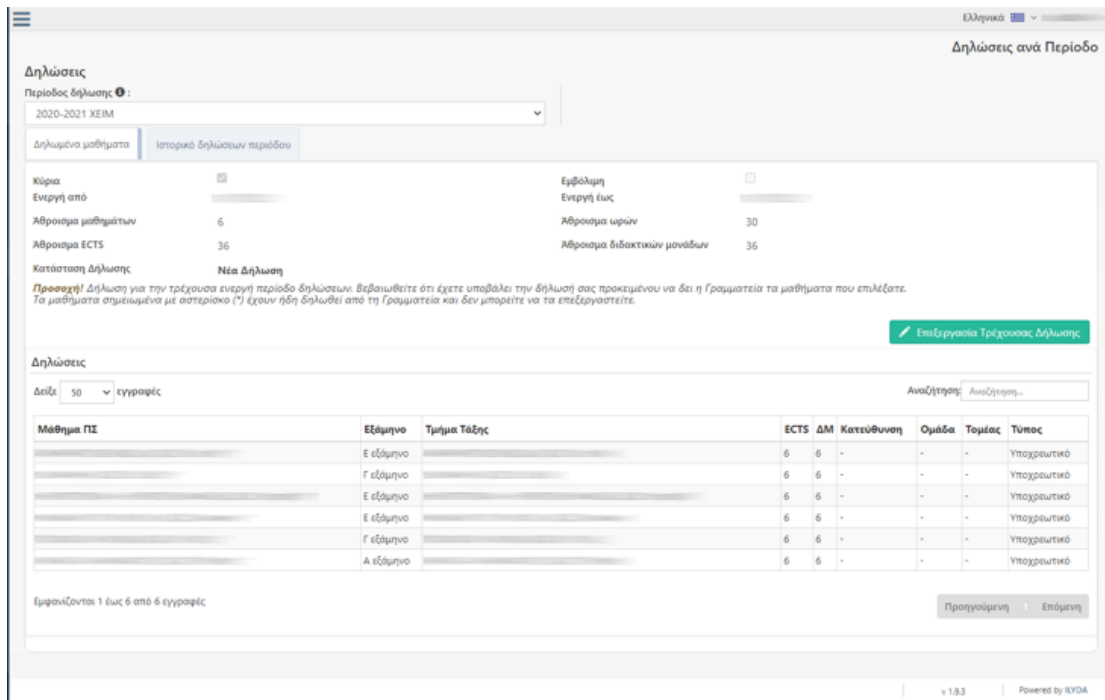 Ελληνικά
Δηλώσεις ανά Περίοδο
Δηλώσεις
Περίοδος δήλωσης :
2020-2021 ΧΕΙΜ
Δηλωμένα μαθήματα Ιστορικό δηλώσεων περιόδου
Κύρια Εμβόλιμη
Ενεργή από Ενεργή έως
Άθροισμα μαθημάτων 6 Άθροισμα ωρών 30
Άθροισμα ECTS 36 Άθροισμα διδακτικών μονάδων 36
Κατάσταση Δήλωσης Νέα Δήλωση
Προσοχή! Δήλωση για την τρέχουσα ενεργή περίοδο δηλώσεων. Βεβαιωθείτε ότι έχετε υποβάλει την δήλωσή σας προκειμένου να δει η Γραμματεία τα μαθήματα που επιλέξατε.
Τα μαθήματα σημειωμένα με αστερίσκο (*) έχουν ήδη δηλωθεί από τη Γραμματεία και δεν μπορείτε να τα επεξεργαστείτε.
Επεξεργασία Τρέχουσας Δήλωσης
Δηλώσεις
Δείξε 50 εγγραφές Αναζήτηση: Αναζήτηση...
Μάθημα ΠΣ Εξάμηνο Τμήμα Τάξης ECTS ΔΜ Κατεύθυνση Ομάδα Τομέας Τύπος
Ε εξάμηνο 6 6 - - - Υποχρεωτικό
Γ εξάμηνο 6 6 - - - Υποχρεωτικό
Ε εξάμηνο 6 6 - - - Υποχρεωτικό
Ε εξάμηνο 6 6 - - - Υποχρεωτικό
Γ εξάμηνο 6 6 - - - Υποχρεωτικό
Α εξάμηνο 6 6 - - - Υποχρεωτικό
Εμφανίζονται 1 έως 6 από 6 εγγραφές
Προηγούμενη 1 Επόμενη
v 1.9.3 Powered by ILYDA